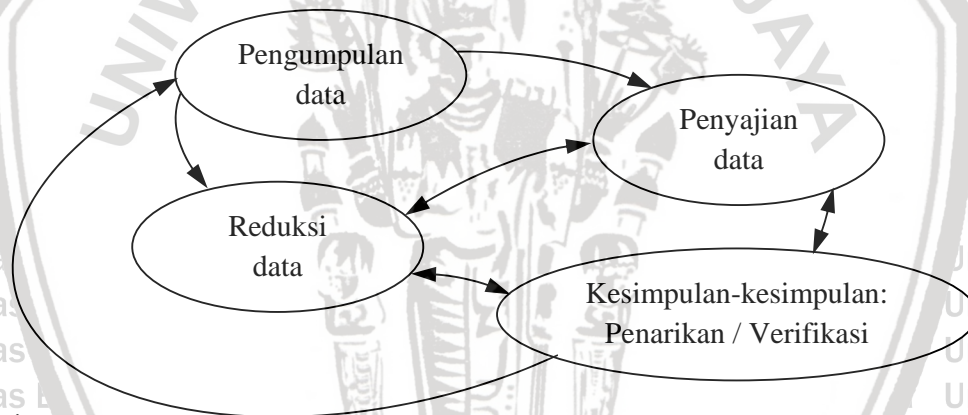 Pengumpulan
data
Penyajian
data
Reduksi
data
Kesimpulan-kesimpulan:
Penarikan / Verifikasi